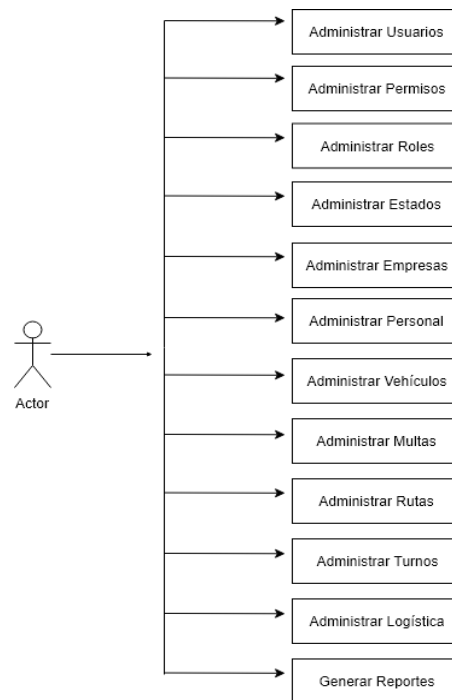 Administrar Usuarios
Administrar Permisos
Administrar Roles
Administrar Estados
Administrar Empresas
Administrar Personal
Actor
Administrar Vehículos
Administrar Multas
Administrar Rutas
Administrar Turnos
Administrar Logística
Generar Reportes